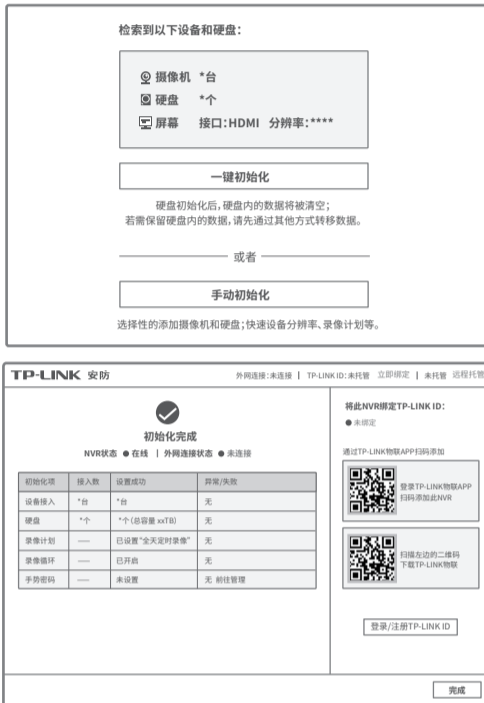 检索到以下设备和硬盘：
摄像机 *台
硬盘 *个
屏幕 接口：HDMI 分辨率：****
一键初始化
硬盘初始化后，硬盘内的数据将被清空；
若需保留硬盘内的数据，请先通过其他方式转移数据。
或者
手动初始化
选择性的添加摄像机和硬盘；快速设备分辨率、录像计划等。
TP-LINK 安防 外网连接：未连接 | TP-LINK ID：未托管 立即绑定 | 未托管 远程托管
初始化完成
NVR状态 ● 在线 | 外网连接状态 ● 未连接
初始化项 接入数 设置成功 异常/失败
设备接入 *台 *台 无
硬盘 *个 *个（总容量 xxTB） 无
录像计划 —— 已设置“全天定时录像” 无
录像循环 —— 已开启 无
手势密码 —— 未设置 无 前往管理
将此NVR绑定TP-LINK ID：
● 未绑定
通过TP-LINK物联APP扫码添加
登录TP-LINK物联APP
扫码添加此NVR
扫描左边的二维码
下载TP-LINK物联
登录/注册TP-LINK ID
完成